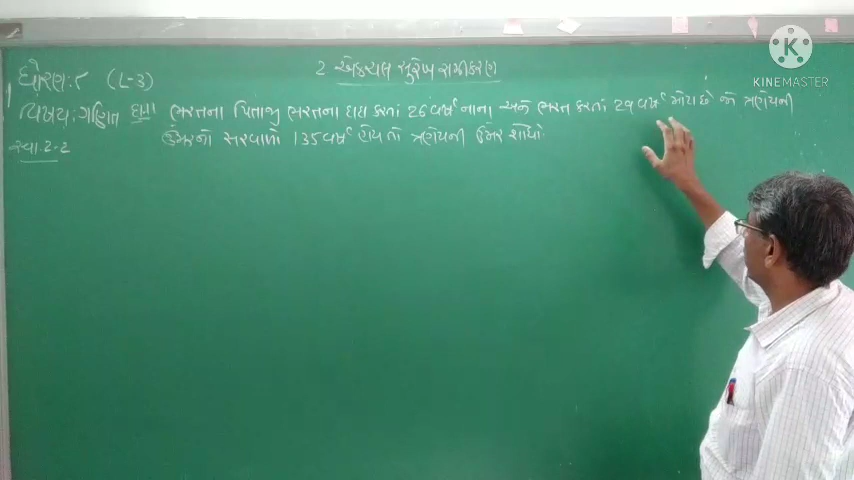 ધોરણ: ૮ (L-3)
2 એકચલ સુરેખ સમીકરણ
વિષય: ગણિત
દાખલો ભરતના પિતાજી ભરતના દાદા કરતાં 26 વર્ષ નાના અને ભરત કરતાં 29 વર્ષ મોટા છે જો ત્રણેયની
ઉંમરનો સરવાળો 135 વર્ષ હોય તો ત્રણેયની ઉંમર શોધો.
સ્વા. 2.2
KINEMASTER